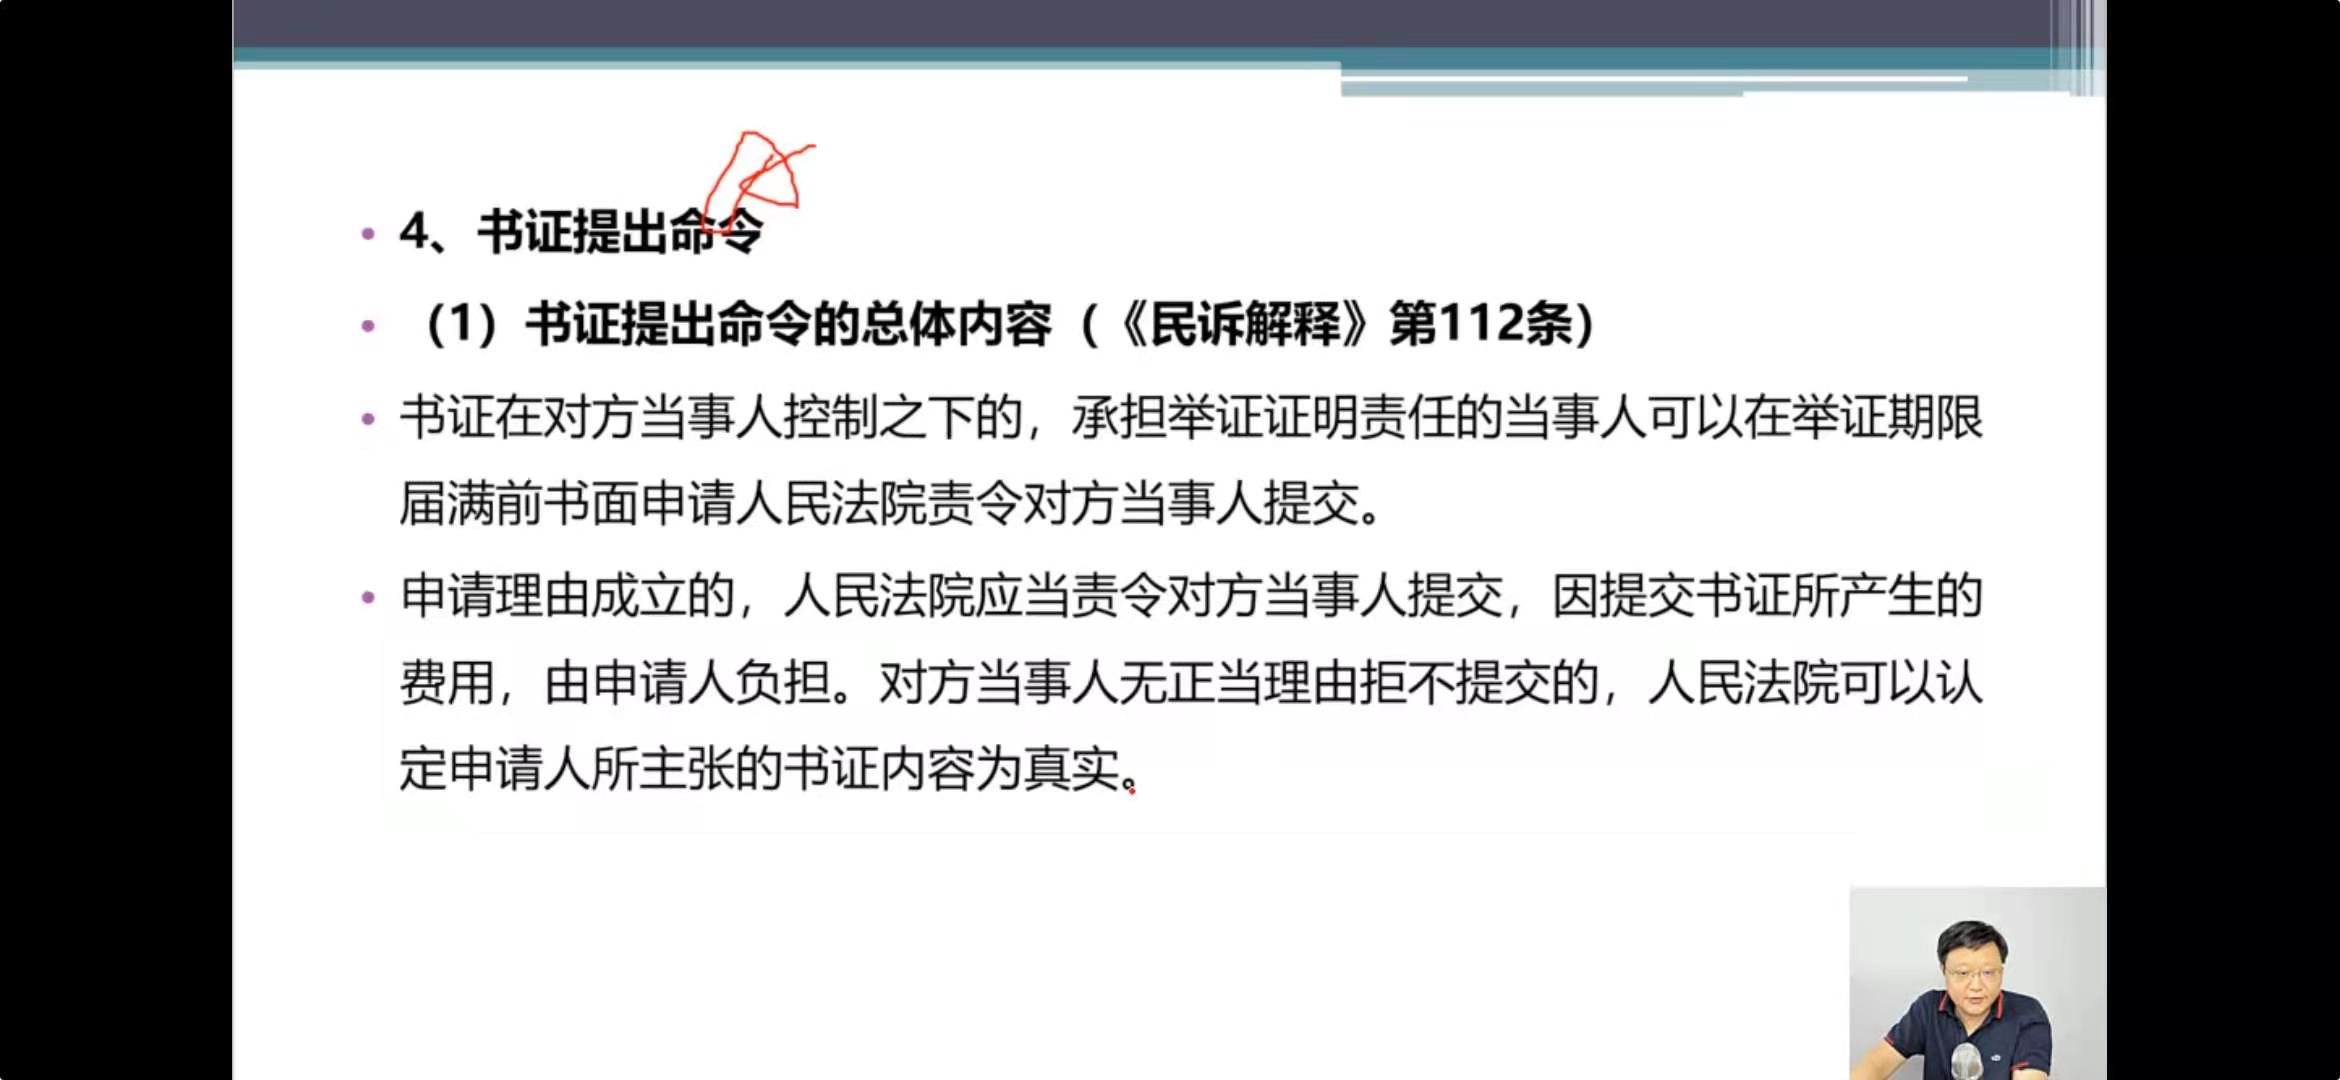 4、书证提出命令
（1）书证提出命令的总体内容（《民诉解释》第112条）
书证在对方当事人控制之下的，承担举证证明责任的当事人可以在举证期限
届满前书面申请人民法院责令对方当事人提交。
申请理由成立的，人民法院应当责令对方当事人提交，因提交书证所产生的
费用，由申请人负担。对方当事人无正当理由拒不提交的，人民法院可以认
定申请人所主张的书证内容为真实。